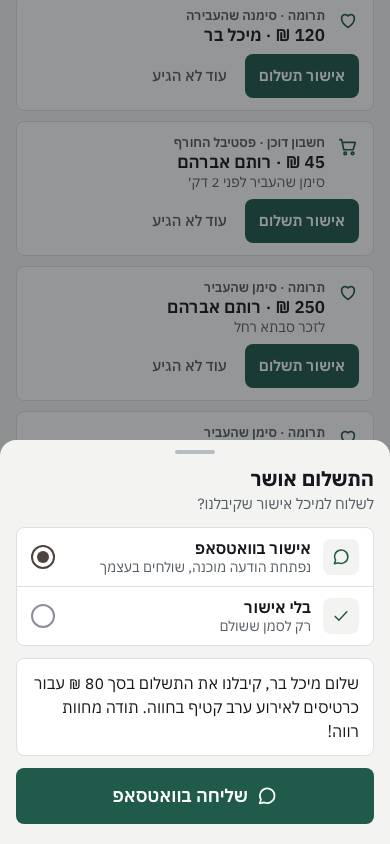 תרומה · סימנה שהעבירה
120 ₪ · מיכל בר
אישור תשלום
עוד לא הגיע
חשבון דוכן · פסטיבל החורף
45 ₪ · רותם אברהם
סימן שהעביר לפני 2 דק׳
אישור תשלום
עוד לא הגיע
תרומה · סימן שהעביר
250 ₪ · רותם אברהם
לזכר סבתא רחל
אישור תשלום
עוד לא הגיע
תרומה · סימן שהעביר
התשלום אושר
לשלוח למיכל אישור שקיבלנו?
אישור בוואטסאפ
נפתחת הודעה מוכנה, שולחים בעצמך
בלי אישור
רק לסמן ששולם
שלום מיכל בר, קיבלנו את התשלום בסך 80 ₪ עבור
כרטיסים לאירוע ערב קטיף בחווה. תודה מחוות
רווה!
שליחה בוואטסאפ